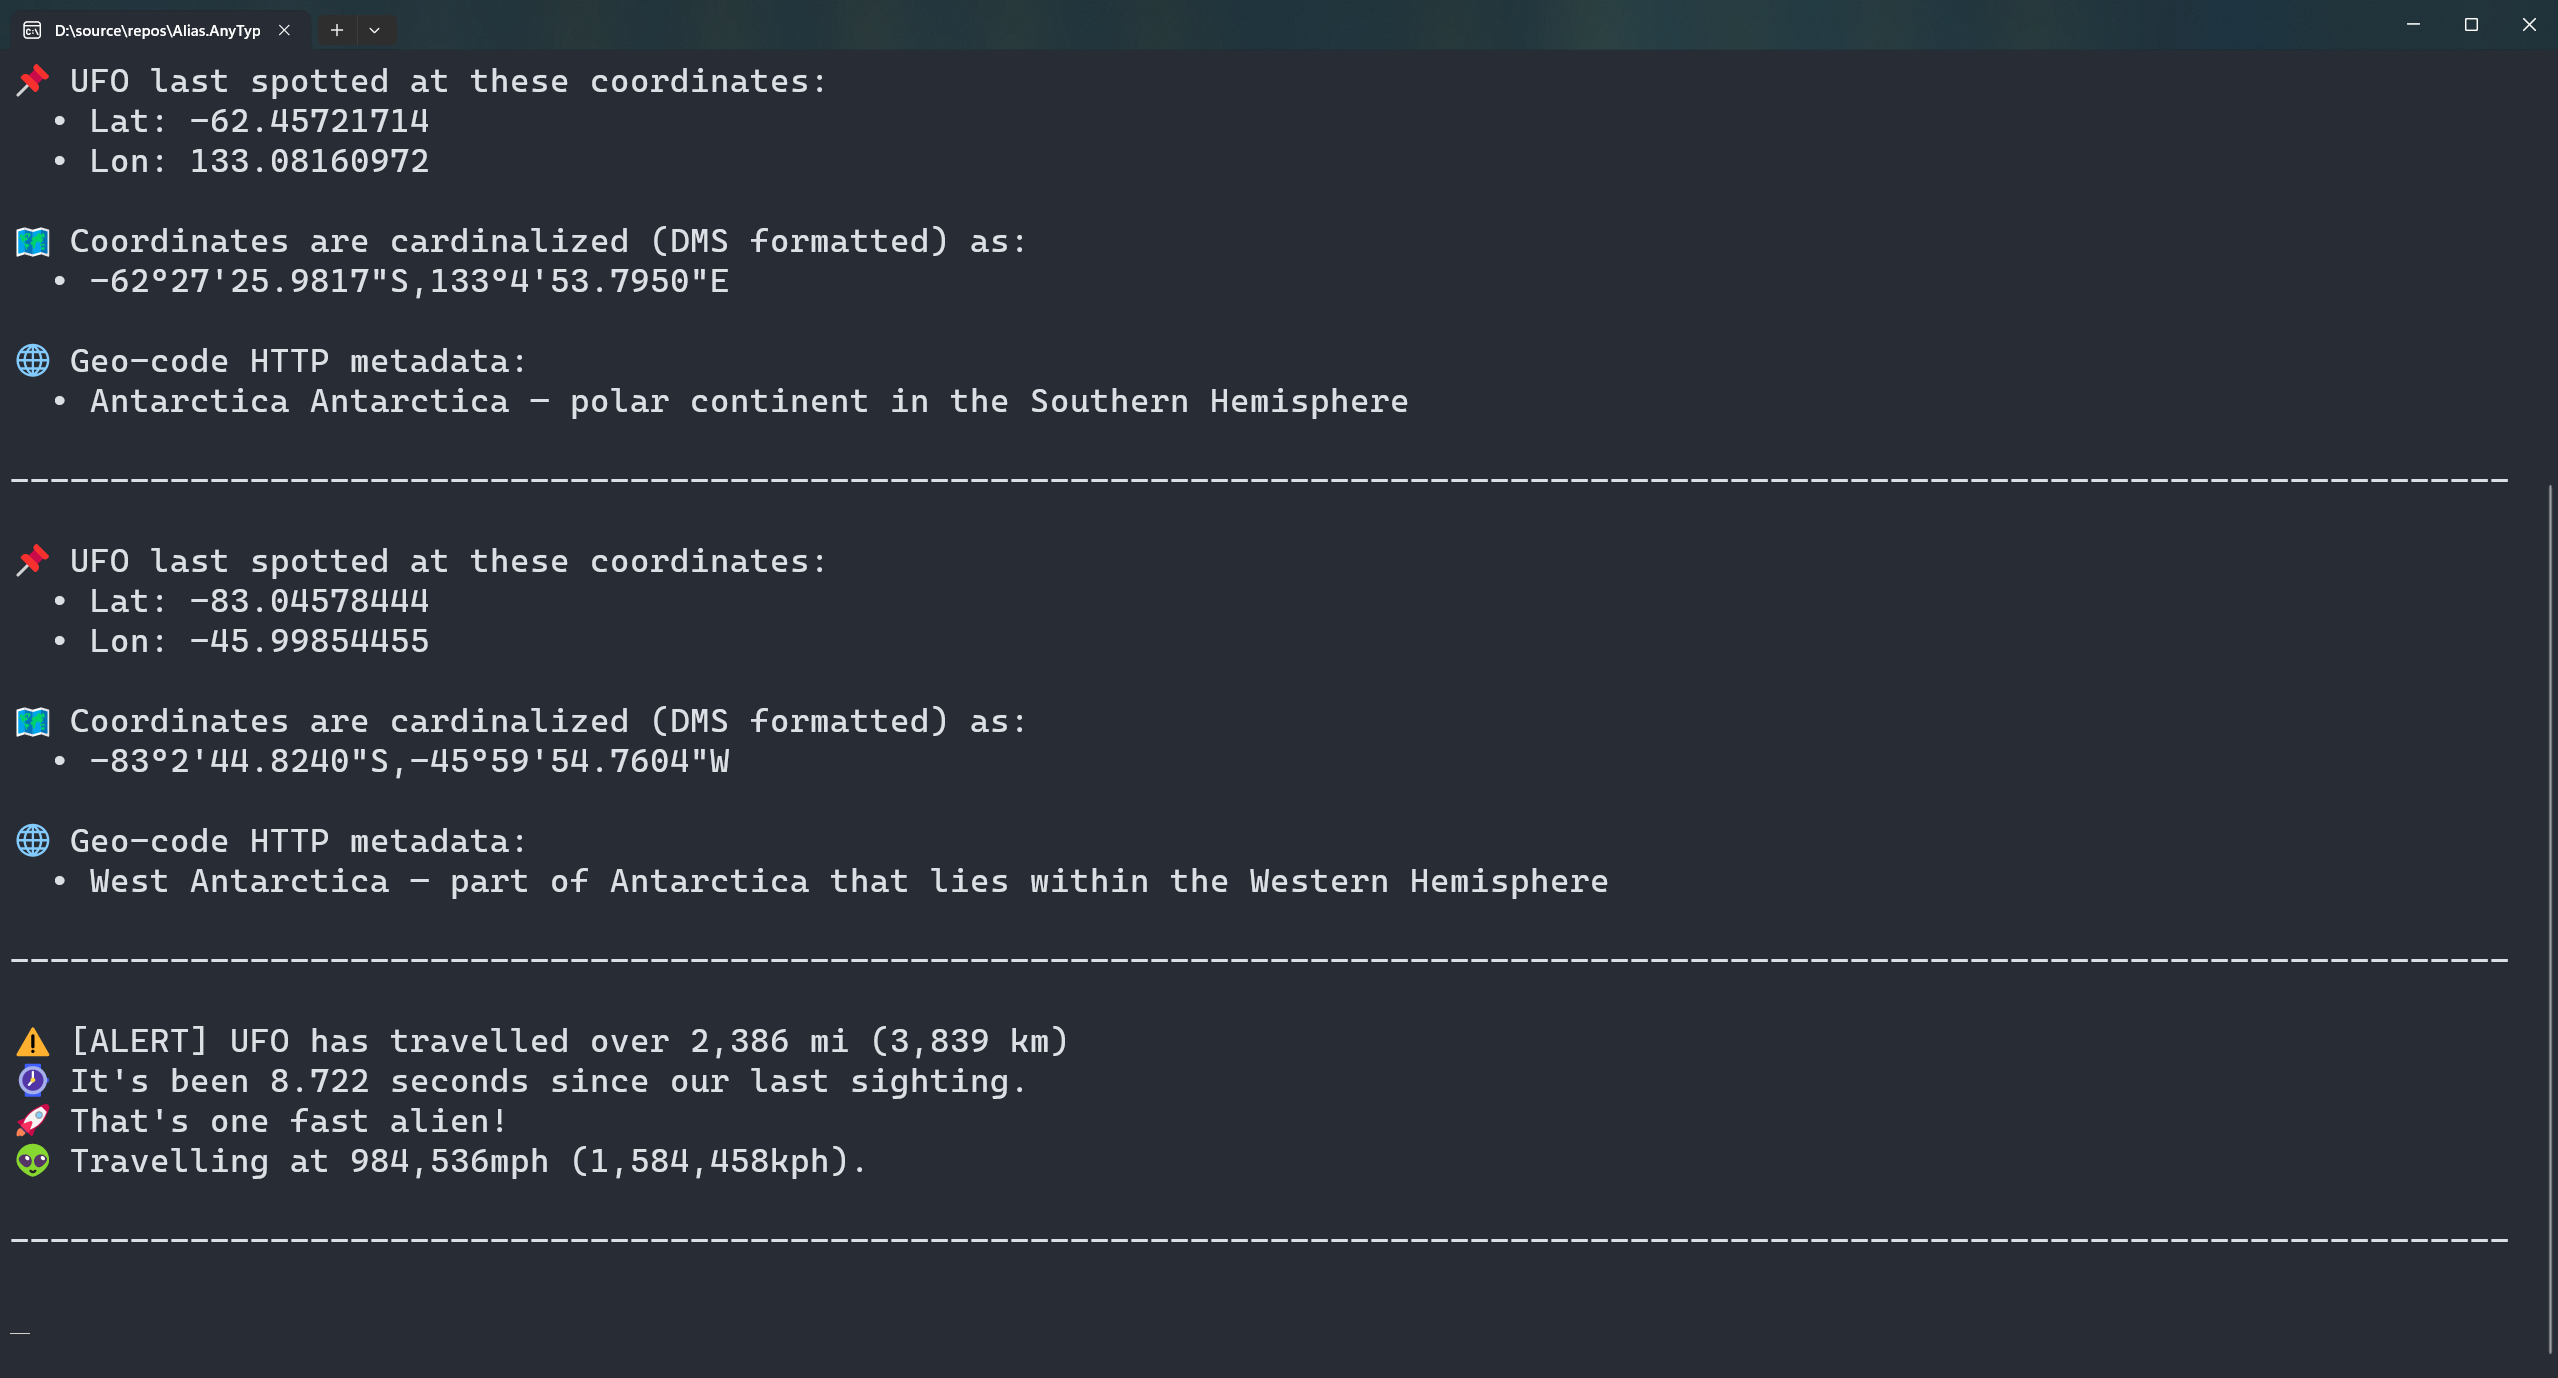 D:\source\repos\Alias.AnyTyp
📌 UFO last spotted at these coordinates:
• Lat: -62.45721714
• Lon: 133.08160972
🗺️ Coordinates are cardinalized (DMS formatted) as:
• -62°27'25.9817"S,133°4'53.7950"E
🌐 Geo-code HTTP metadata:
• Antarctica Antarctica - polar continent in the Southern Hemisphere
-----------------------------------------------------------------------------------------------------------------------------
📌 UFO last spotted at these coordinates:
• Lat: -83.04578444
• Lon: -45.99854455
🗺️ Coordinates are cardinalized (DMS formatted) as:
• -83°2'44.8240"S,-45°59'54.7604"W
🌐 Geo-code HTTP metadata:
• West Antarctica - part of Antarctica that lies within the Western Hemisphere
-----------------------------------------------------------------------------------------------------------------------------
⚠️ [ALERT] UFO has travelled over 2,386 mi (3,839 km)
⌚ It's been 8.722 seconds since our last sighting.
🚀 That's one fast alien!
👽 Travelling at 984,536mph (1,584,458kph).
-----------------------------------------------------------------------------------------------------------------------------